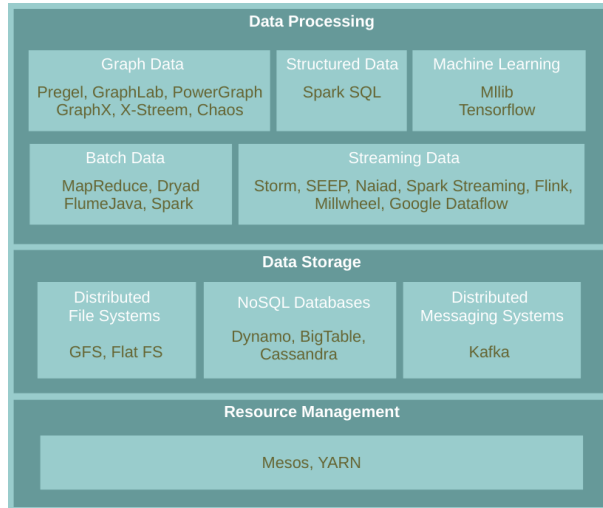 Data Processing
Graph Data
Pregel, GraphLab, PowerGraph
GraphX, X-Streem, Chaos
Structured Data
Spark SQL
Machine Learning
Mllib
Tensorflow
Batch Data
MapReduce, Dryad
FlumeJava, Spark
Streaming Data
Storm, SEEP, Naiad, Spark Streaming, Flink,
Millwheel, Google Dataflow
Data Storage
Distributed
File Systems
GFS, Flat FS
NoSQL Databases
Dynamo, BigTable,
Cassandra
Distributed
Messaging Systems
Kafka
Resource Management
Mesos, YARN